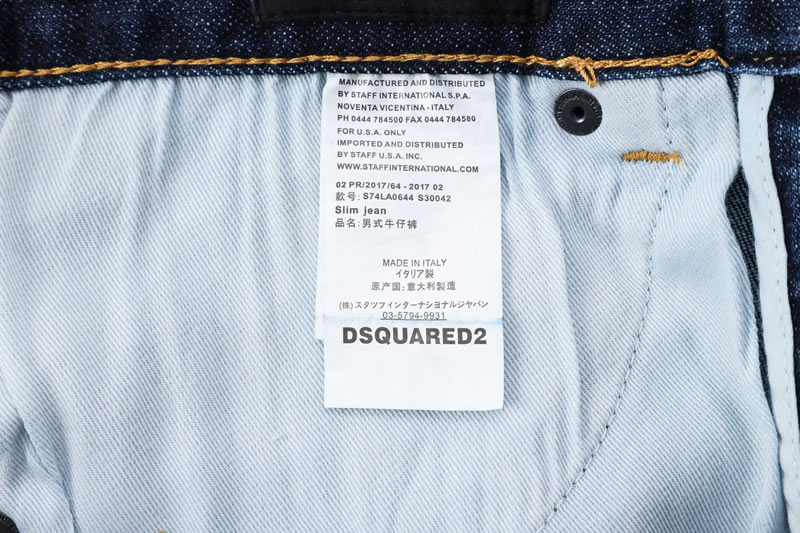 MANUFACTURED AND DISTRIBUTED
BY STAFF INTERNATIONAL S.P.A.
NOVENTA VICENTINA - ITALY
PH 0444 784500 FAX 0444 784580
FOR U.S.A. ONLY
IMPORTED AND DISTRIBUTED
BY STAFF U.S.A. INC.
WWW.STAFFINTERNATIONAL.COM
02 PR/2017/64 - 2017 02
款号: S74LA0644 S30042
Slim jean
品名: 男式牛仔裤
MADE IN ITALY
イタリア製
原产国: 意大利製造
(株) スタッフインターナショナルジャパン
03-5794-9931
DSQUARED2